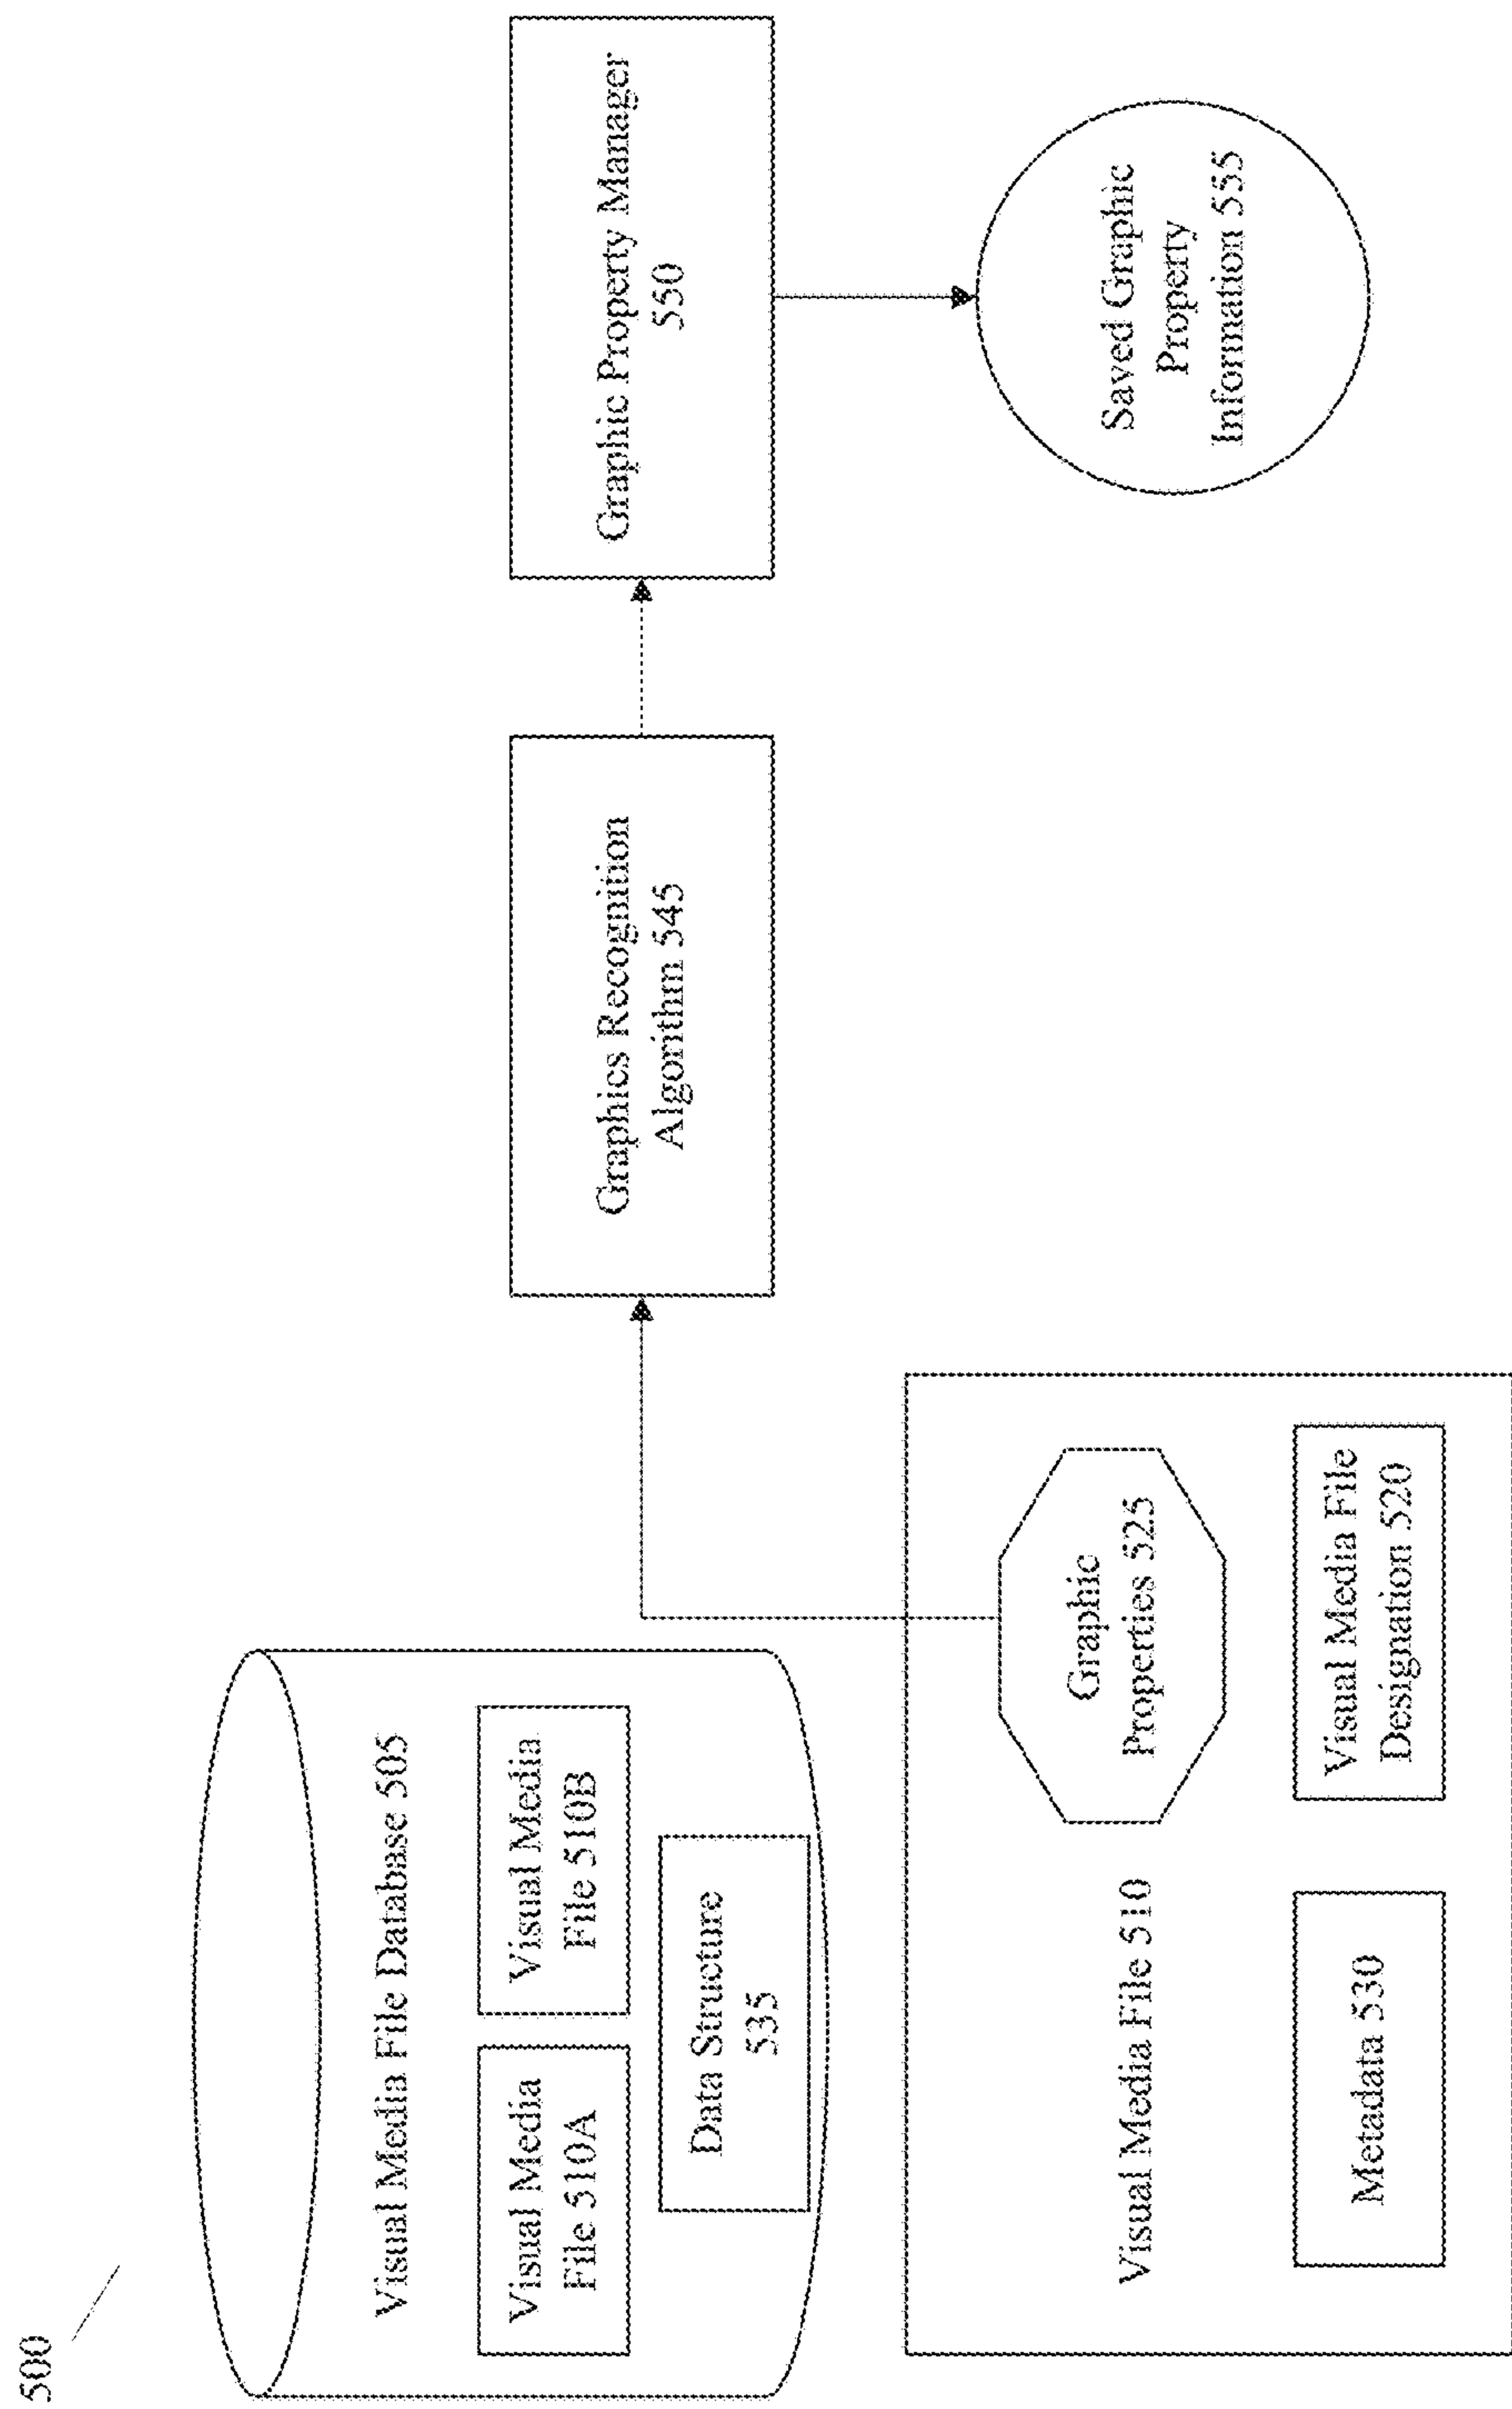 500
Visual Media File Database 505
Visual Media
File 510A
Visual Media
File 510B
Data Structure
535
Visual Media File 510
Graphic
Properties 525
Metadata 530
Visual Media File
Designation 520
Graphics Recognition
Algorithm 545
Graphic Property Manager
550
Saved Graphic
Property
Information 555